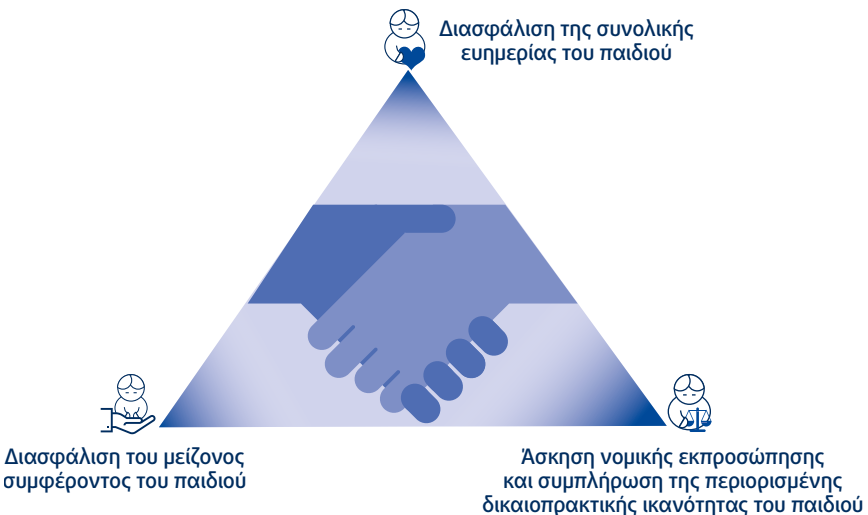 Διασφάλιση της συνολικής
ευημερίας του παιδιού
Διασφάλιση του μείζονος
συμφέροντος του παιδιού
Άσκηση νομικής εκπροσώπησης
και συμπλήρωση της περιορισμένης
δικαιοπρακτικής ικανότητας του παιδιού